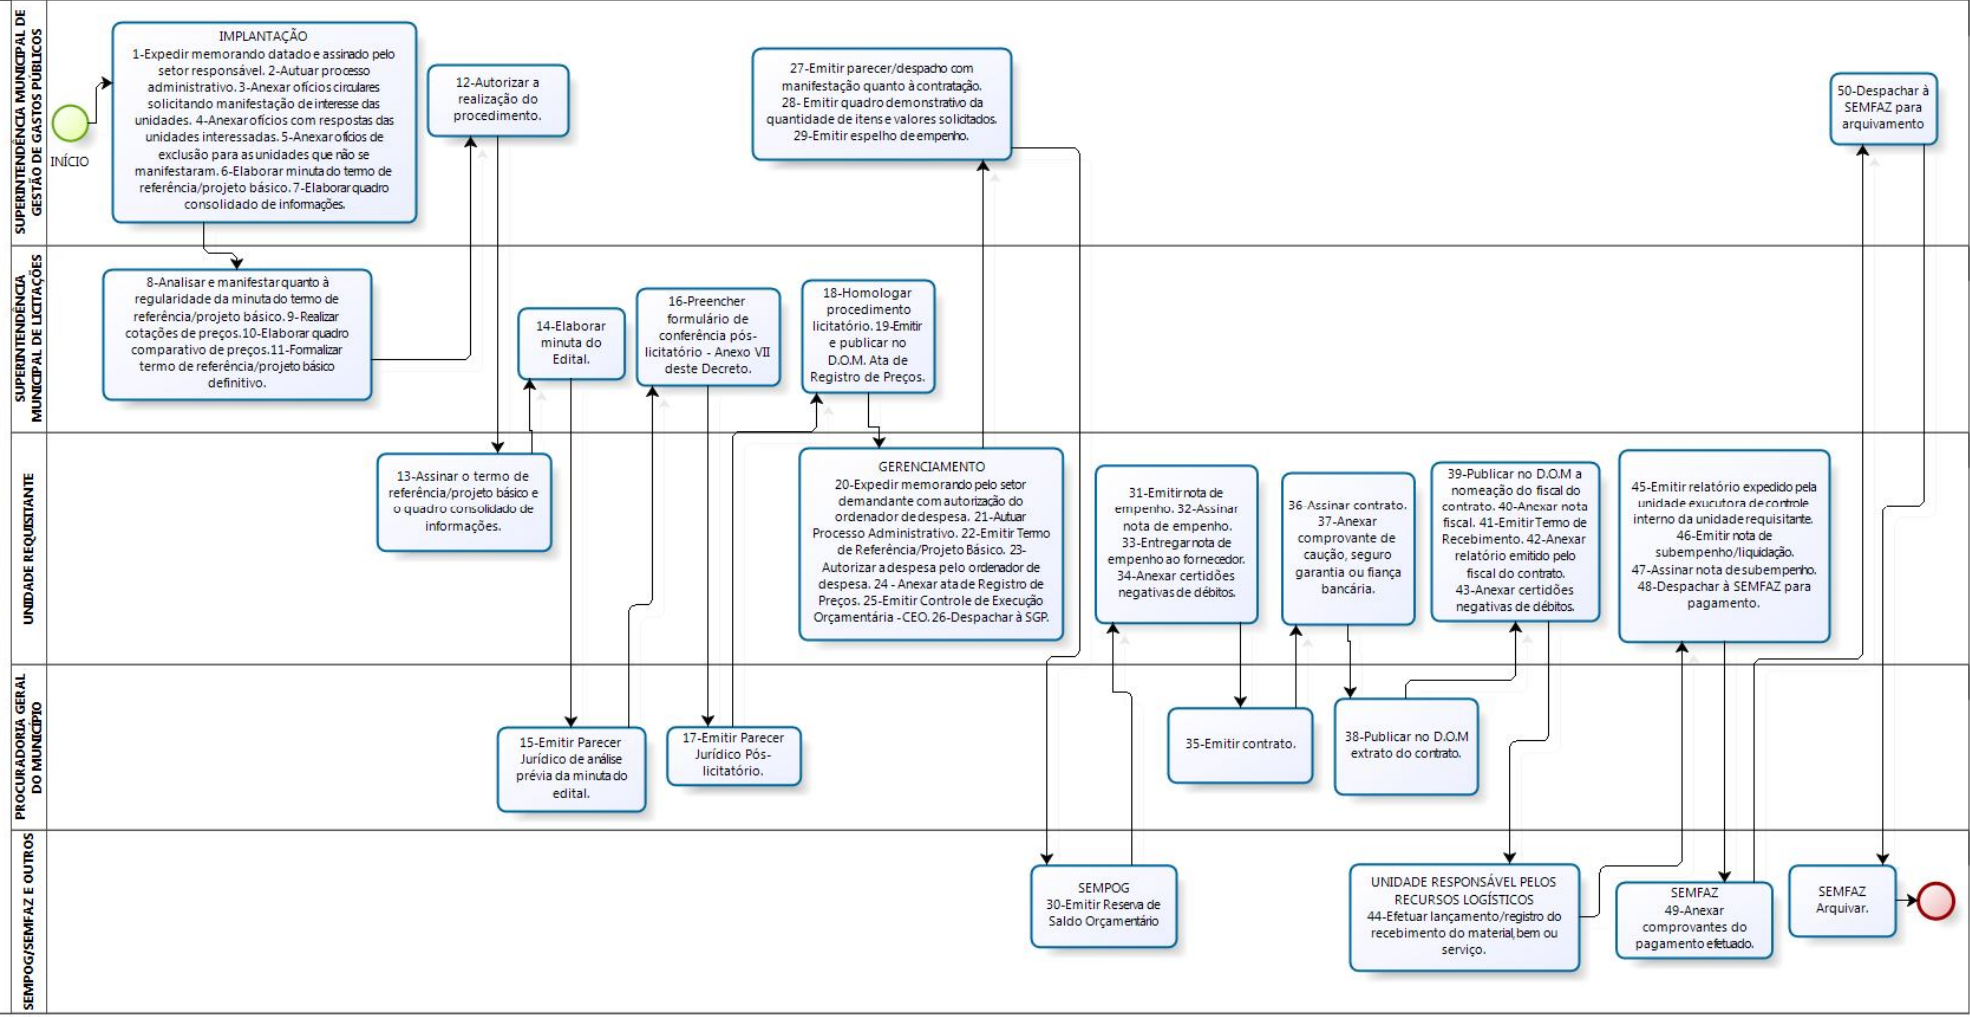 SUPERINTENDÊNCIA MUNICIPAL DE
GESTÃO DE GASTOS PÚBLICOS
INÍCIO
IMPLANTAÇÃO
1-Expedir memorando datado e assinado pelo
setor responsável. 2-Autuar processo
administrativo. 3-Anexar ofícios circulares
solicitando manifestação de interesse das
unidades. 4-Anexar ofícios com respostas das
unidades interessadas. 5-Anexar ofícios de
exclusão para as unidades que não se
manifestaram. 6-Elaborar minuta do termo de
referência/projeto básico. 7-Elaborar quadro
consolidado de informações.
12-Autorizar a
realização do
procedimento.
27-Emitir parecer/despacho com
manifestação quanto à contratação.
28- Emitir quadro demonstrativo da
quantidade de itens e valores solicitados.
29-Emitir espelho de empenho.
50-Despachar à
SEMFAZ para
arquivamento
SUPERINTENDÊNCIA
MUNICIPAL DE LICITAÇÕES
8-Analisar e manifestar quanto à
regularidade da minuta do termo de
referência/projeto básico. 9- Realizar
cotações de preços.10-Elaborar quadro
comparativo de preços.11-Formalizar
termo de referência/projeto básico
definitivo.
14-Elaborar
minuta do
Edital.
16-Preencher
formulário de
conferência pós-
licitatório - Anexo VII
deste Decreto.
18-Homologar
procedimento
licitatório. 19-Emitir
e publicar no
D.O.M. Ata de
Registro de Preços.
UNIDADE REQUISITANTE
13-Assinar o termo de
referência/projeto básico e
o quadro consolidado de
informações.
GERENCIAMENTO
20-Expedir memorando pelo setor
demandante com autorização do
ordenador de despesa. 21-Autuar
Processo Administrativo. 22-Emitir Termo
de Referência/Projeto Básico. 23-
Autorizar a despesa pelo ordenador de
despesa. 24 - Anexar ata de Registro de
Preços. 25-Emitir Controle de Execução
Orçamentária - CEO. 26-Despachar à SGP.
31-Emitir nota de
empenho. 32-Assinar
nota de empenho.
33-Entregar nota de
empenho ao fornecedor.
34-Anexar certidões
negativas de débitos.
36-Assinar contrato.
37-Anexar
comprovante de
caução, seguro
garantia ou fiança
bancária.
39-Publicar no D.O.M a
nomeação do fiscal do
contrato. 40-Anexar nota
fiscal. 41-Emitir Termo de
Recebimento. 42-Anexar
relatório emitido pelo
fiscal do contrato.
43-Anexar certidões
negativas de débitos.
45-Emitir relatório expedido pela
unidade exucutora de controle
interno da unidade requisitante.
46-Emitir nota de
subempenho/liquidação.
47-Assinar nota de subempenho.
48-Despachar à SEMFAZ para
pagamento.
PROCURADORIA GERAL
DO MUNICÍPIO
15-Emitir Parecer
Jurídico de análise
prévia da minuta do
edital.
17-Emitir Parecer
Jurídico Pós-
licitatório.
35-Emitir contrato.
38-Publicar no D.O.M
extrato do contrato.
SEMPOG/SEMFAZ E OUTROS
SEMPOG
30-Emitir Reserva de
Saldo Orçamentário
UNIDADE RESPONSÁVEL PELOS
RECURSOS LOGÍSTICOS
44-Efetuar lançamento/registro do
recebimento do material, bem ou
serviço.
SEMFAZ
49-Anexar
comprovantes do
pagamento efetuado.
SEMFAZ
Arquivar.